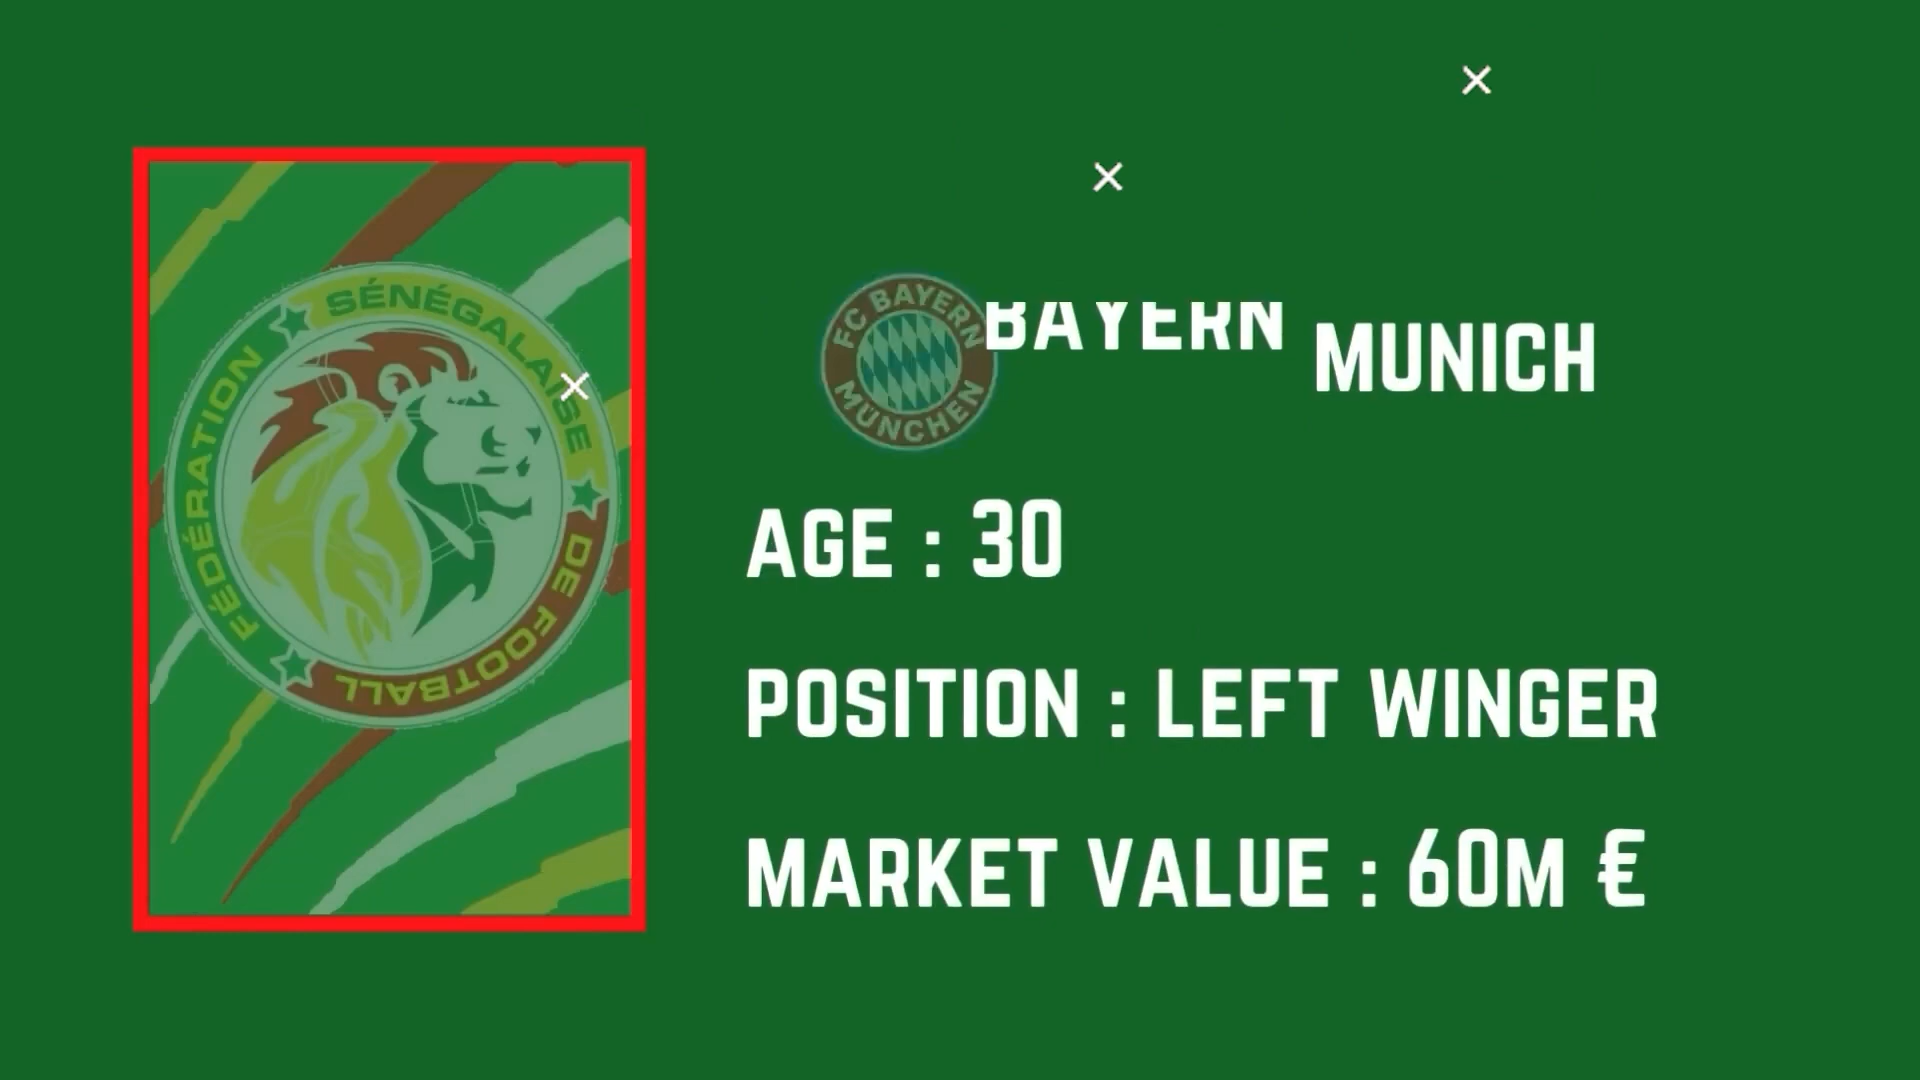 FÉDÉRATION SÉNÉGALAISE DE FOOTBALL
FC BAYERN MÜNCHEN
BAYERN MUNICH
AGE : 30
POSITION : LEFT WINGER
MARKET VALUE : 60M €